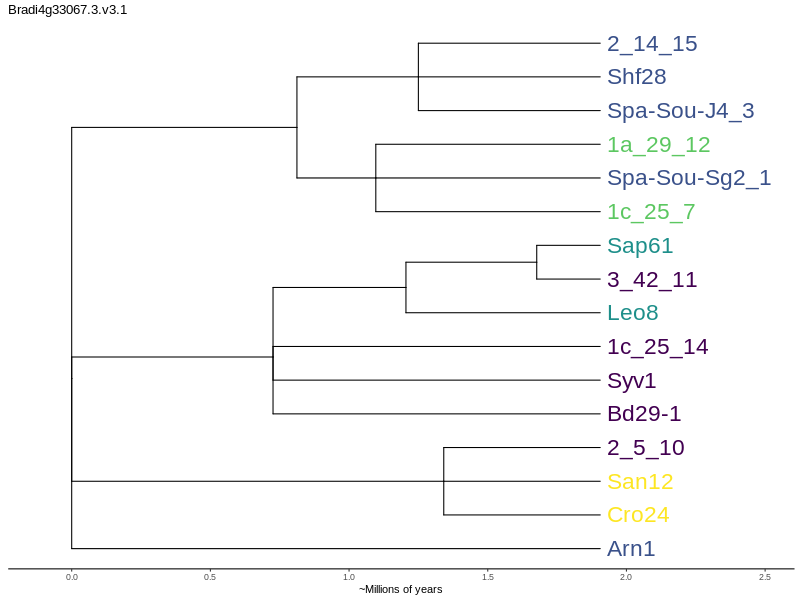 Bradi4g33067.3.v3.1
2_14_15
Shf28
Spa-Sou-J4_3
1a_29_12
Spa-Sou-Sg2_1
1c_25_7
Sap61
3_42_11
Leo8
1c_25_14
Syv1
Bd29-1
2_5_10
San12
Cro24
Arn1
0.0 0.5 1.0 1.5 2.0 2.5
~Millions of years